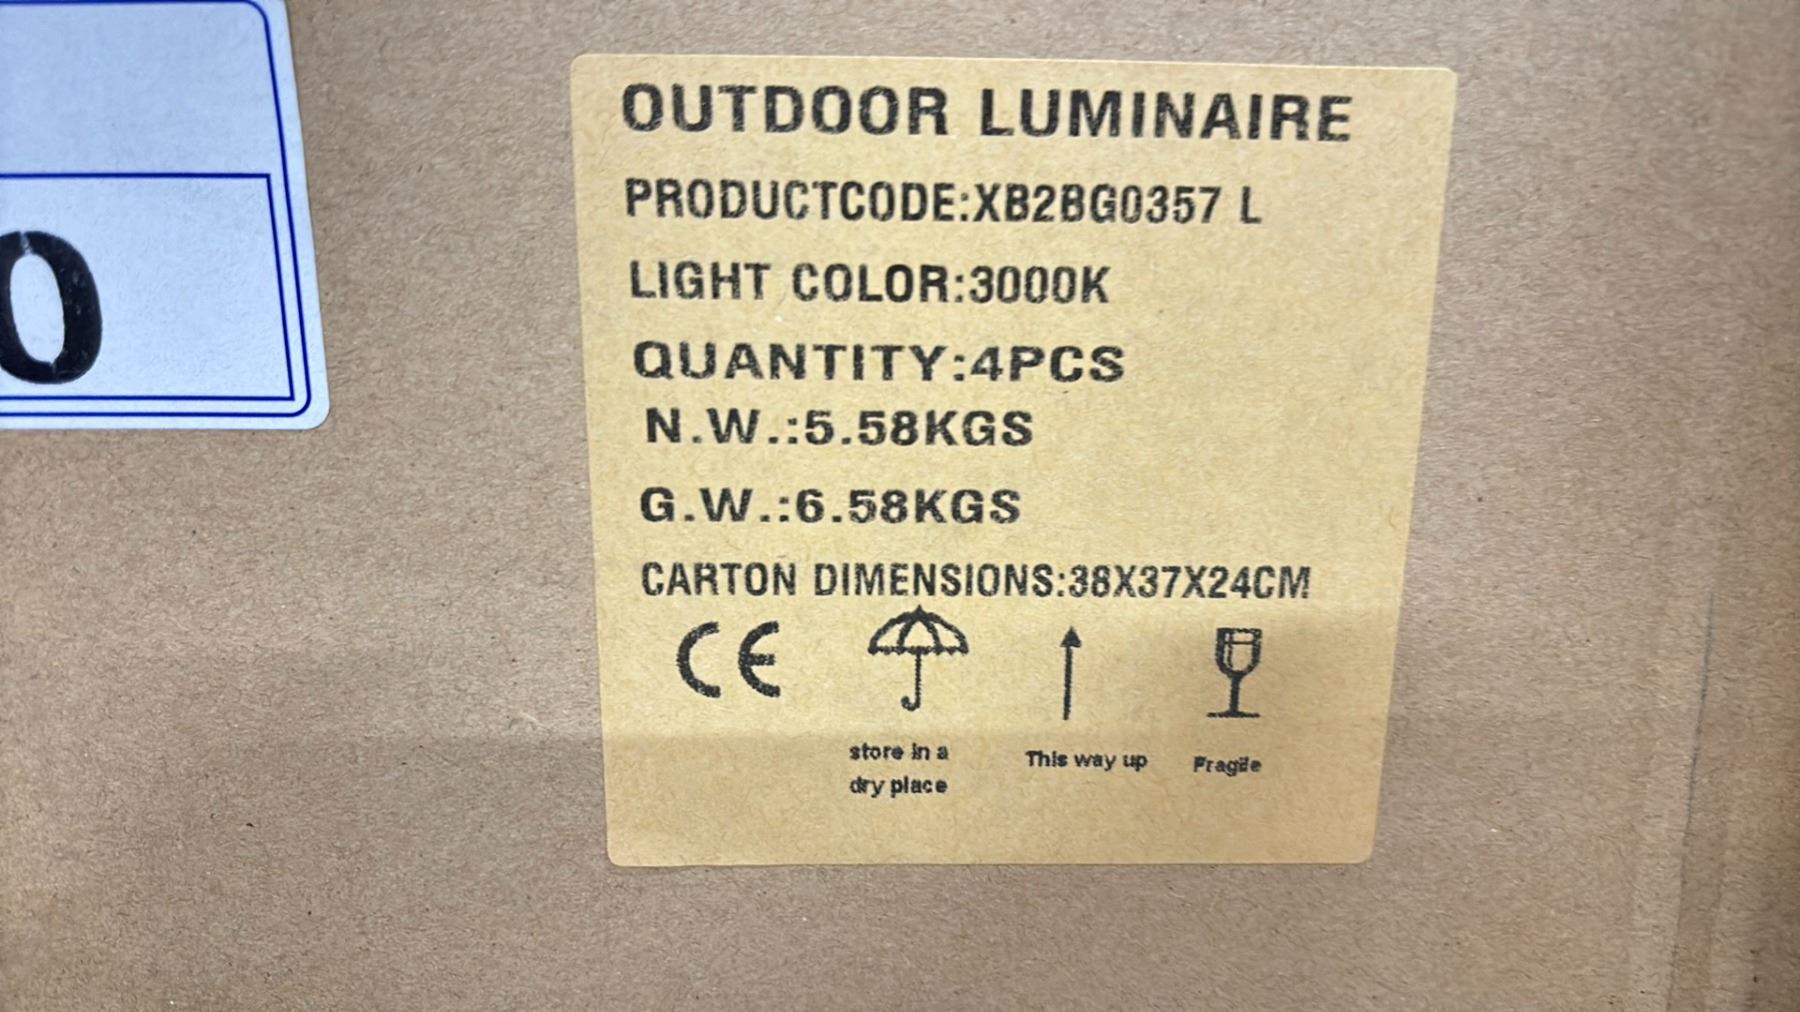 OUTDOOR LUMINAIRE
PRODUCTCODE:XB2BG0357 L
LIGHT COLOR:3000K
QUANTITY:4PCS
N.W.:5.58KGS
G.W.:6.58KGS
CARTON DIMENSIONS:38X37X24CM
CE
store in a
dry place
This way up
Fragile
0